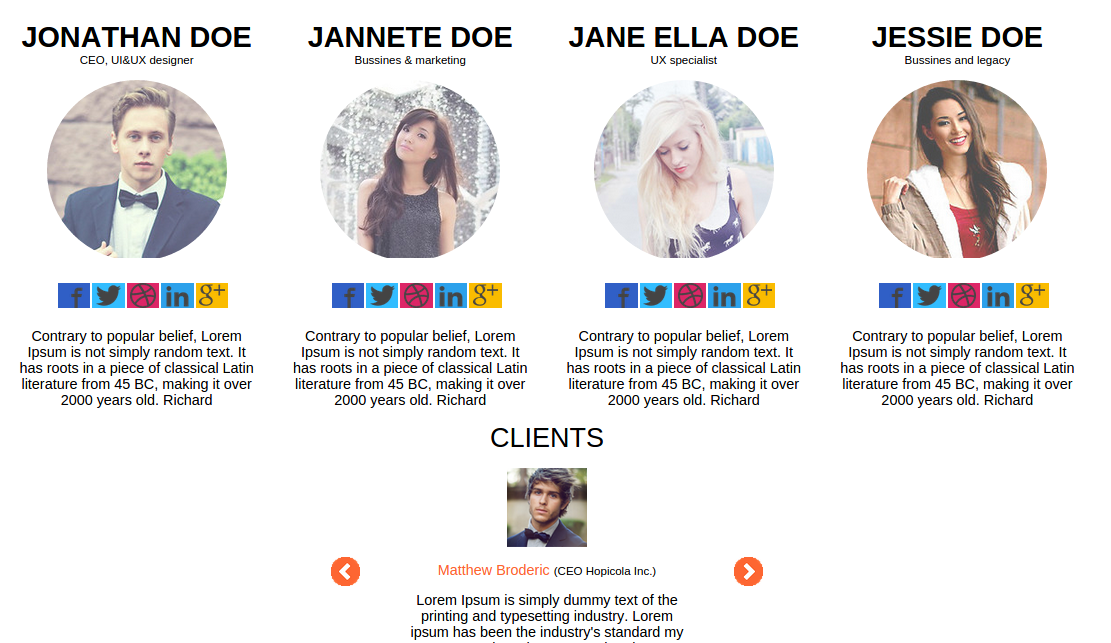 JONATHAN DOE
CEO, UI&UX designer
Contrary to popular belief, Lorem
Ipsum is not simply random text. It
has roots in a piece of classical Latin
literature from 45 BC, making it over
2000 years old. Richard
JANNETE DOE
Bussines & marketing
Contrary to popular belief, Lorem
Ipsum is not simply random text. It
has roots in a piece of classical Latin
literature from 45 BC, making it over
2000 years old. Richard
JANE ELLA DOE
UX specialist
Contrary to popular belief, Lorem
Ipsum is not simply random text. It
has roots in a piece of classical Latin
literature from 45 BC, making it over
2000 years old. Richard
JESSIE DOE
Bussines and legacy
Contrary to popular belief, Lorem
Ipsum is not simply random text. It
has roots in a piece of classical Latin
literature from 45 BC, making it over
2000 years old. Richard
CLIENTS
Matthew Broderic (CEO Hopicola Inc.)
Lorem Ipsum is simply dummy text of the
printing and typesetting industry. Lorem
ipsum has been the industry's standard my